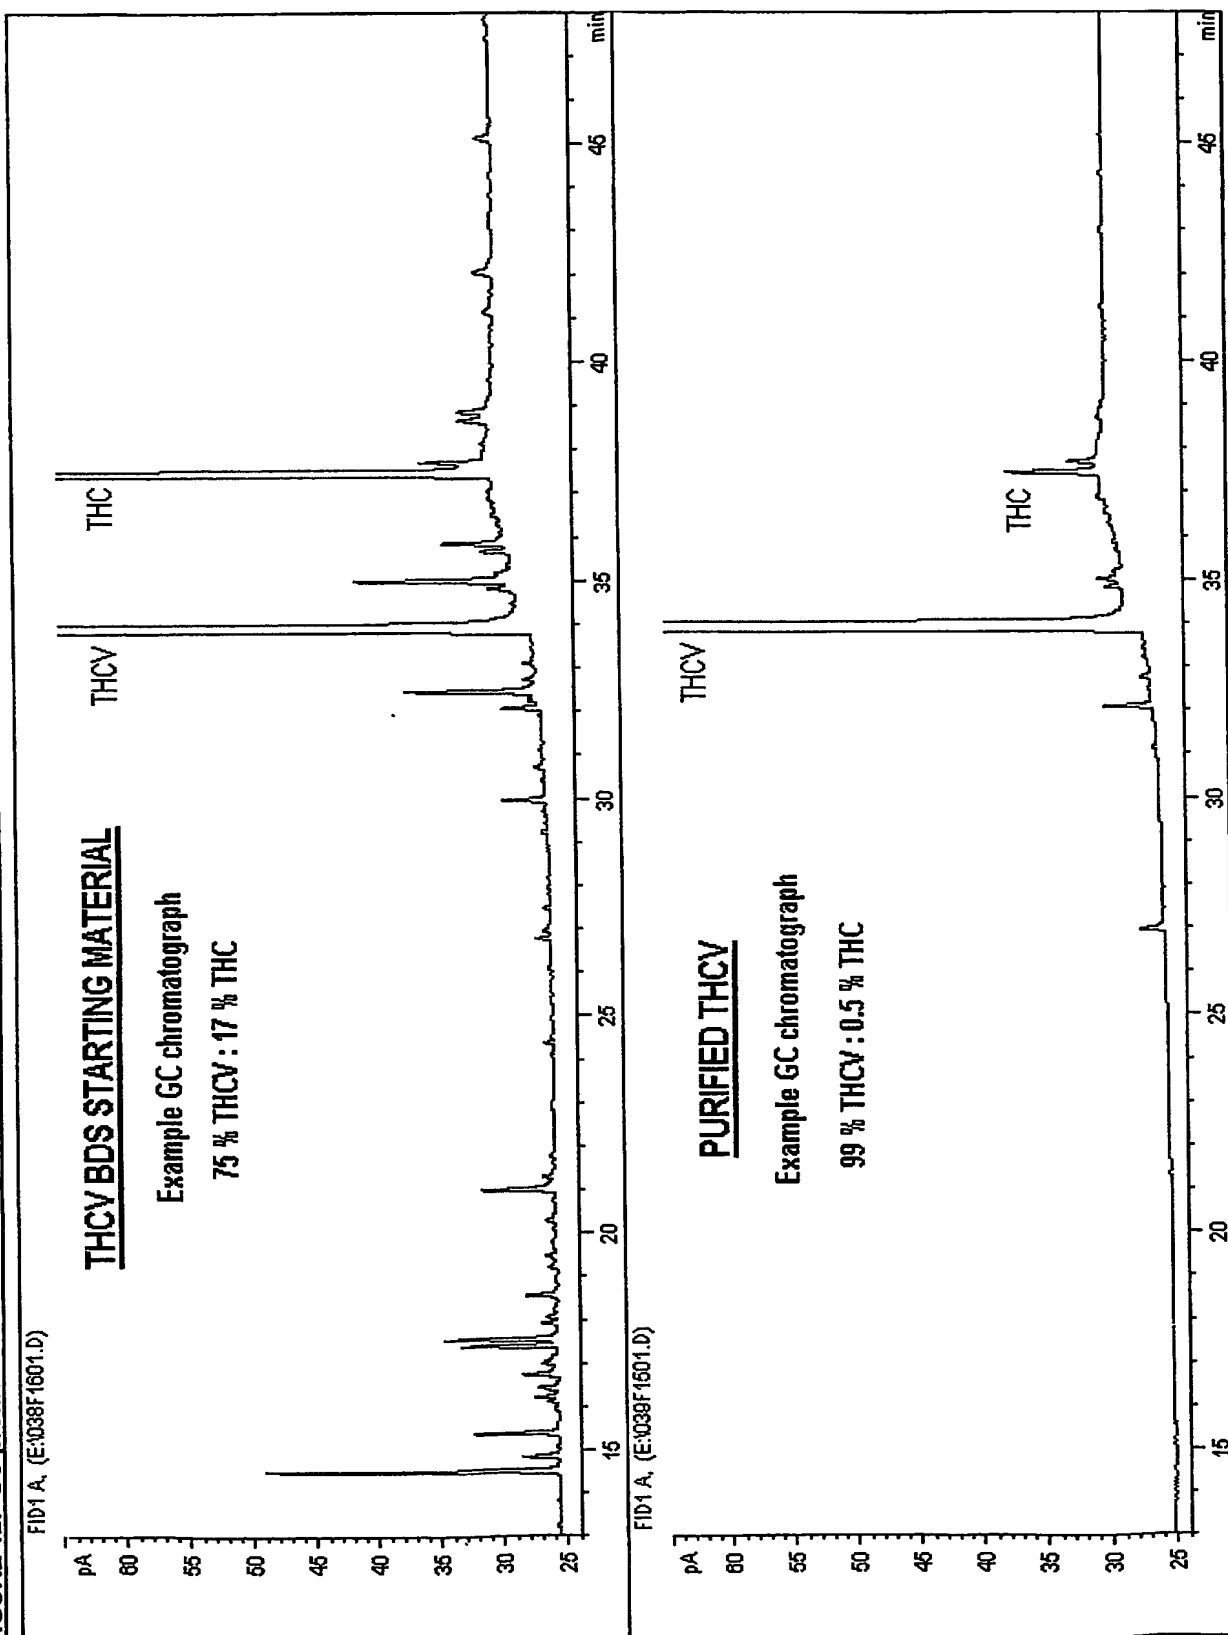 FID1 A, (E:\038F1601.D)
pA
60
55
50
45
40
35
30
25
THCV BDS STARTING MATERIAL
Example GC chromatograph
75 % THCV : 17 % THC
THCV
THC
15
20
25
30
35
40
45
min
FID1 A, (E:\039F1501.D)
pA
60
55
50
45
40
35
30
25
PURIFIED THCV
Example GC chromatograph
99 % THCV : 0.5 % THC
THCV
THC
15
20
25
30
35
40
45
min